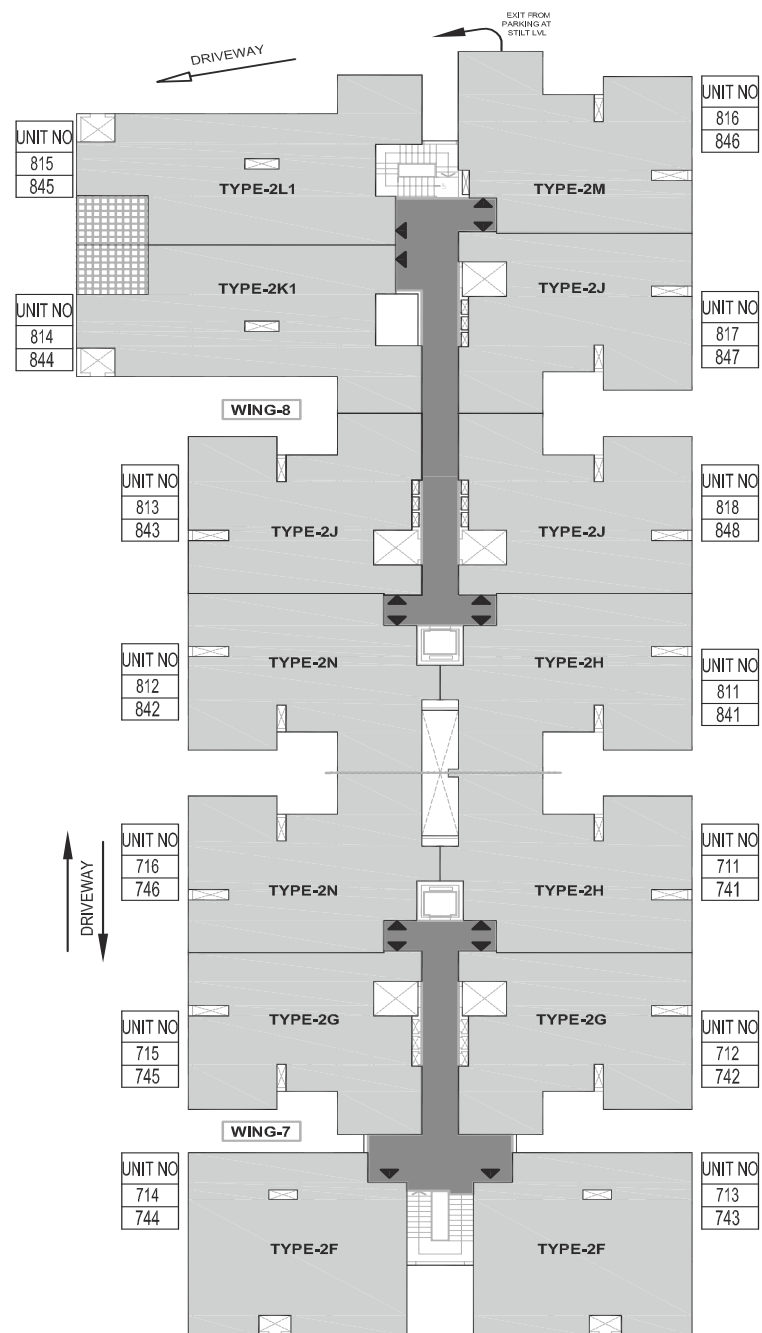 EXIT FROM
PARKING AT
STILT LVL
DRIVEWAY
UNIT NO
816
846
UNIT NO
815
845
TYPE-2L1
TYPE-2M
TYPE-2K1
TYPE-2J
UNIT NO
814
844
UNIT NO
817
847
WING-8
UNIT NO
813
843
UNIT NO
818
848
TYPE-2J
TYPE-2J
UNIT NO
812
842
TYPE-2N
TYPE-2H
UNIT NO
811
841
DRIVEWAY
UNIT NO
716
746
TYPE-2N
TYPE-2H
UNIT NO
711
741
TYPE-2G
TYPE-2G
UNIT NO
715
745
UNIT NO
712
742
WING-7
UNIT NO
714
744
UNIT NO
713
743
TYPE-2F
TYPE-2F